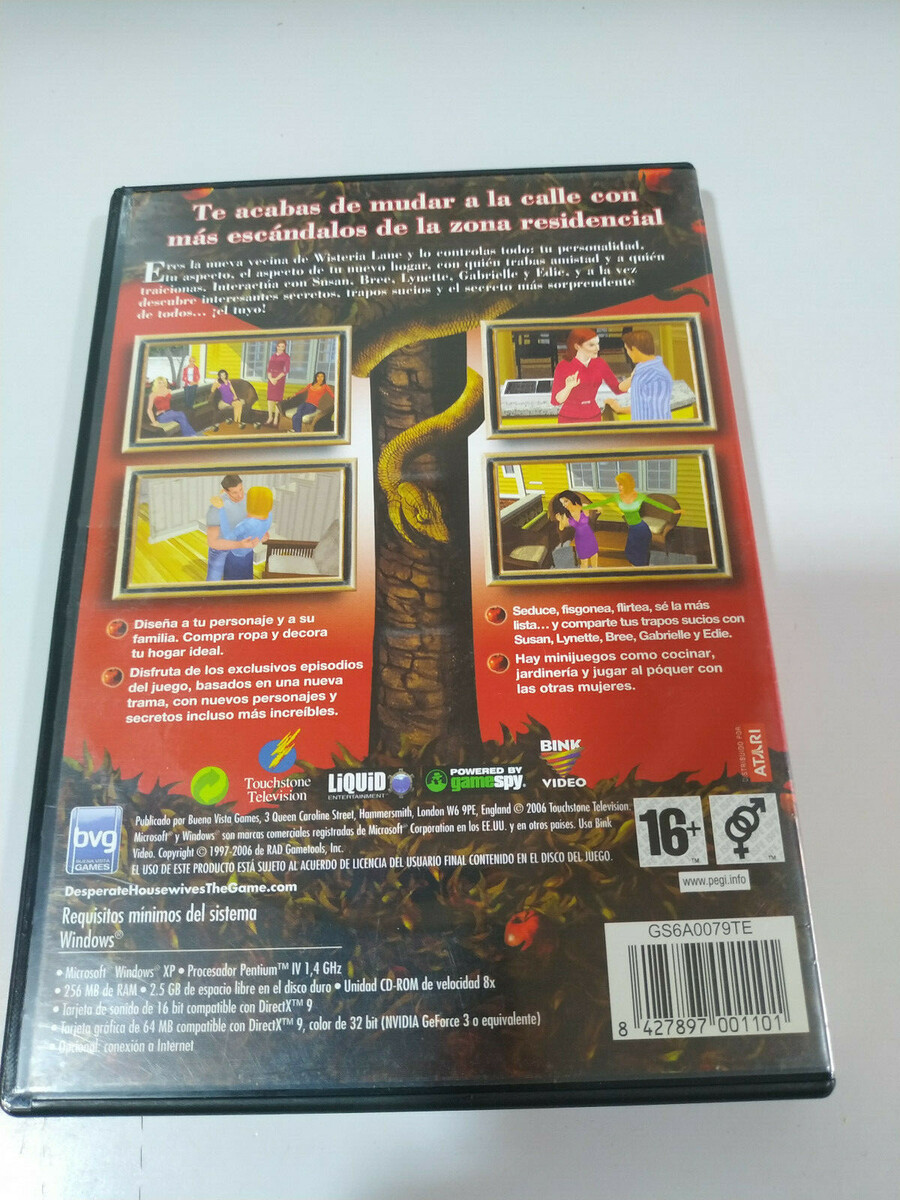 Te acabas de mudar a la calle con
más escándalos de la zona residencial
Eres la nueva vecina de Wisteria Lane y lo controlas todo: tu personalidad,
tu aspecto, el aspecto de tu nuevo hogar, con quién trabas amistad y a quién
traicionas. Interactúa con Susan, Bree, Lynette, Gabrielle y Edie, y a la vez
descubre interesantes secretos, trapos sucios y el secreto más sorprendente
de todos... ¡el tuyo!
Diseña a tu personaje y a su
familia. Compra ropa y decora
tu hogar ideal.
Disfruta de los exclusivos episodios
del juego, basados en una nueva
trama, con nuevos personajes y
secretos incluso más increíbles.
Seduce, fisgonea, flirtea, sé la más
lista... y comparte tus trapos sucios con
Susan, Lynette, Bree, Gabrielle y Edie.
Hay minijuegos como cocinar,
jardinería y jugar al póquer con
las otras mujeres.
Touchstone
Television
LIQUID
ENTERTAINMENT
POWERED BY
gamespy
BINK
VIDEO
DISTRIBUIDO POR
ATARI
bvg
BUENA VISTA
GAMES
Publicado por Buena Vista Games, 3 Queen Caroline Street, Hammersmith, London W6 9PE, England © 2006 Touchstone Television.
Microsoft y Windows son marcas comerciales registradas de Microsoft Corporation en los EE.UU. y en otros países. Usa Bink
Video. Copyright © 1997-2006 de RAD Gametools, Inc.
EL USO DE ESTE PRODUCTO ESTÁ SUJETO AL ACUERDO DE LICENCIA DEL USUARIO FINAL CONTENIDO EN EL DISCO DEL JUEGO.
16+
www.pegi.info
DesperateHousewivesTheGame.com
Requisitos mínimos del sistema
Windows®
• Microsoft Windows XP • Procesador Pentium™ IV 1,4 GHz
• 256 MB de RAM • 2.5 GB de espacio libre en el disco duro • Unidad CD-ROM de velocidad 8x
• Tarjeta de sonido de 16 bit compatible con DirectX™ 9
• Tarjeta gráfica de 64 MB compatible con DirectX™ 9, color de 32 bit (NVIDIA GeForce 3 o equivalente)
• Opcional: conexión a Internet
GS6A0079TE
8 427897 001101